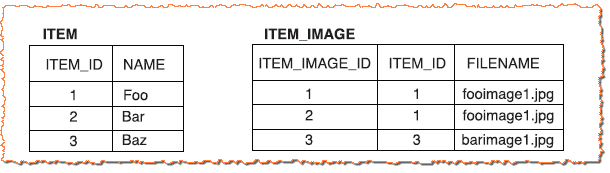 ITEM ITEM_IMAGE
ITEM_ID NAME ITEM_IMAGE_ID ITEM_ID FILENAME
1 Foo 1 1 fooimage1.jpg
2 Bar 2 1 fooimage1.jpg
3 Baz 3 3 barimage1.jpg